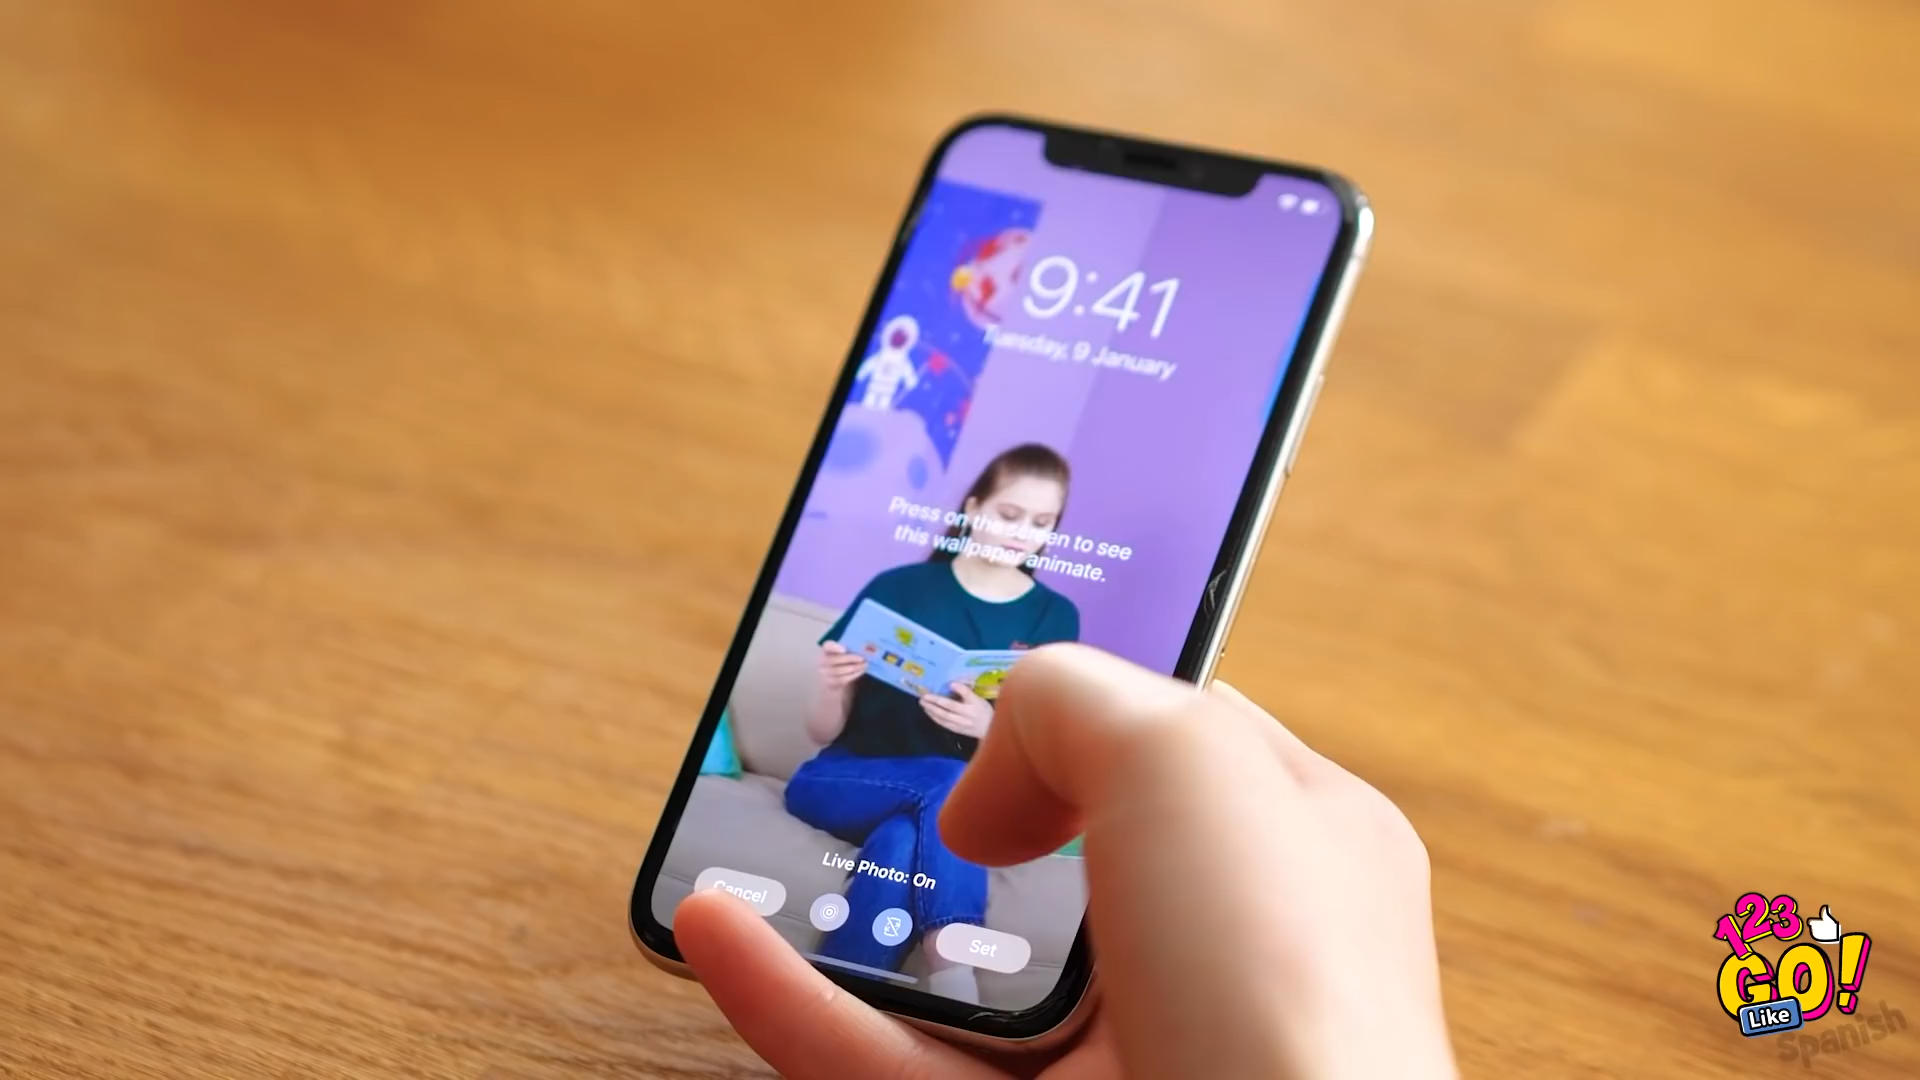 9:41
Tuesday, 9 January
Press on the screen to see
this wallpaper animate.
Live Photo: On
Cancel
Set
123
GO!
Like
Spanish